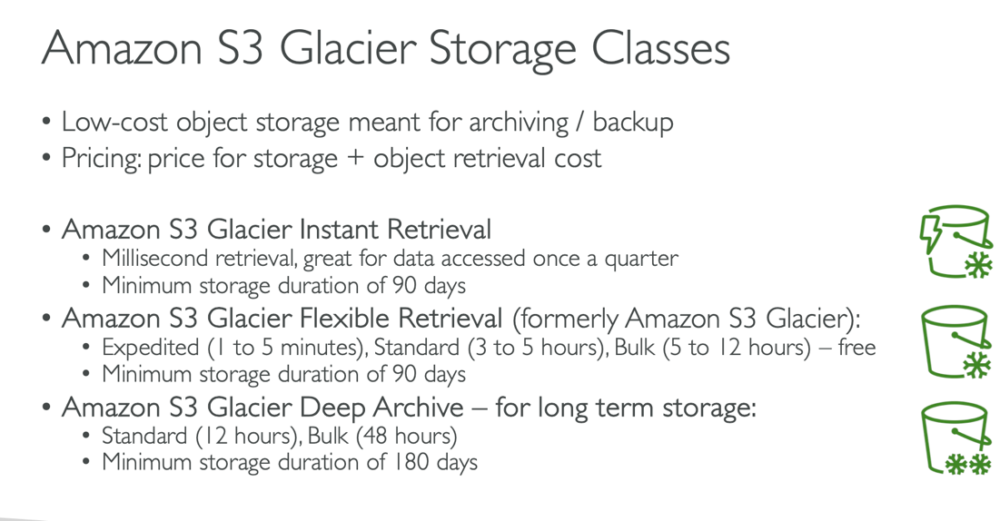 Amazon S3 Glacier Storage Classes
• Low-cost object storage meant for archiving / backup
• Pricing: price for storage + object retrieval cost
• Amazon S3 Glacier Instant Retrieval
• Millisecond retrieval, great for data accessed once a quarter
• Minimum storage duration of 90 days
• Amazon S3 Glacier Flexible Retrieval (formerly Amazon S3 Glacier):
• Expedited (1 to 5 minutes), Standard (3 to 5 hours), Bulk (5 to 12 hours) – free
• Minimum storage duration of 90 days
• Amazon S3 Glacier Deep Archive – for long term storage:
• Standard (12 hours), Bulk (48 hours)
• Minimum storage duration of 180 days